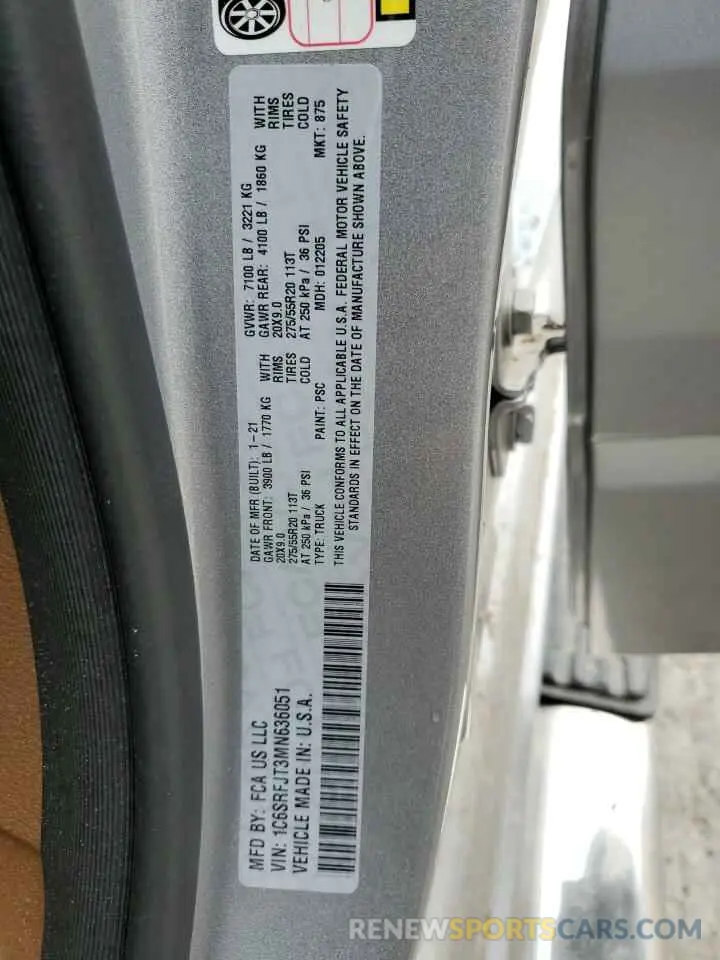 MFD BY: FCA US LLC
VIN: 1C6SRFJT3MN636051
VEHICLE MADE IN: U.S.A.
DATE OF MFR (BUILT): 1-21
GAWR FRONT: 3900 LB / 1770 KG WITH
20X9.0 RIMS
275/55R20 113T TIRES
AT 250 kPa / 36 PSI COLD
TYPE: TRUCK PAINT: PSC
GVWR: 7100 LB / 3221 KG
GAWR REAR: 4100 LB / 1860 KG WITH
20X9.0 RIMS
275/55R20 113T TIRES
AT 250 kPa / 36 PSI COLD
MDH: 012205 MKT: 875
THIS VEHICLE CONFORMS TO ALL APPLICABLE U.S.A. FEDERAL MOTOR VEHICLE SAFETY
STANDARDS IN EFFECT ON THE DATE OF MANUFACTURE SHOWN ABOVE.
RENEWSPORTSCARS.COM